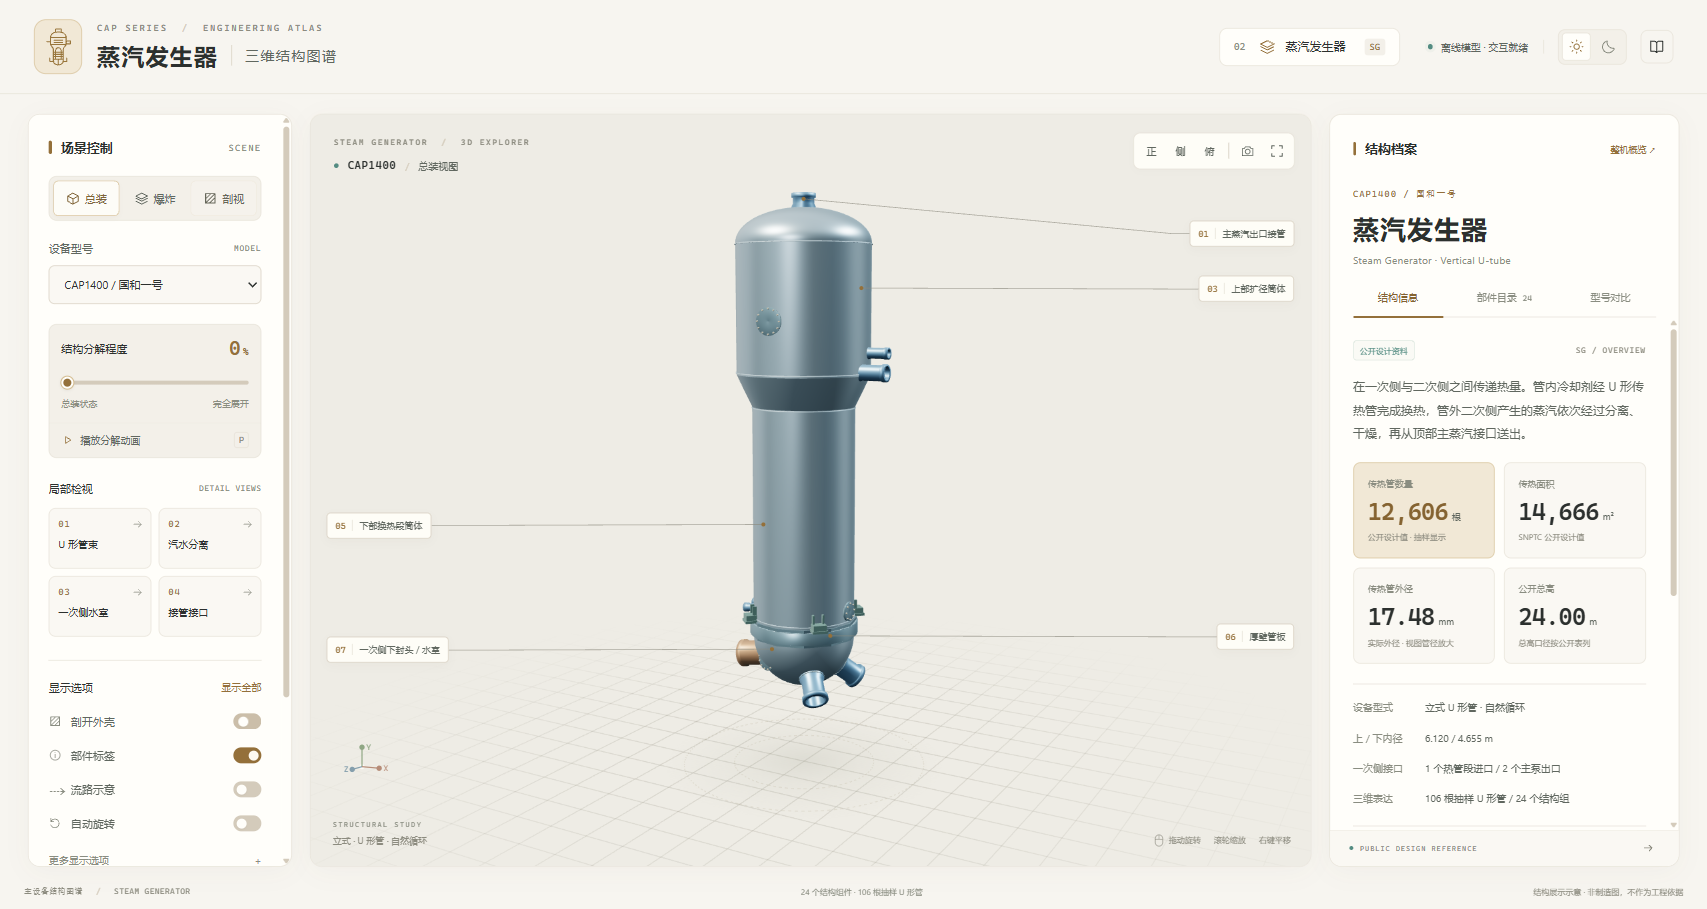 CAP SERIES / ENGINEERING ATLAS
蒸汽发生器 三维结构图谱
02 蒸汽发生器 SG
离线模型 · 交互就绪
场景控制 SCENE
总装 爆炸 剖视
设备型号 MODEL
CAP1400 / 国和一号
结构分解程度 0%
总装状态 完全展开
播放分解动画 P
局部检视 DETAIL VIEWS
01 → U 形管束
02 → 汽水分离
03 → 一次侧水室
04 → 接管接口
显示选项 显示全部
剖开外壳
部件标签
流路示意
自动旋转
更多显示选项 +
STEAM GENERATOR / 3D EXPLORER
CAP1400 / 总装视图
正 侧 俯
01 主蒸汽出口接管
03 上部扩径筒体
05 下部换热段筒体
06 厚壁管板
07 一次侧下封头 / 水室
Y
Z X
STRUCTURAL STUDY
立式 · U 形管 · 自然循环
拖动旋转 滚轮缩放 右键平移
结构档案 整机概览 ↗
CAP1400 / 国和一号
蒸汽发生器
Steam Generator · Vertical U-tube
结构信息 部件目录 24 型号对比
公开设计资料 SG / OVERVIEW
在一次侧与二次侧之间传递热量。管内冷却剂经 U 形传
热管完成换热，管外二次侧产生的蒸汽依次经过分离、
干燥，再从顶部主蒸汽接口送出。
传热管数量
12,606 根
公开设计值 · 抽样显示
传热面积
14,666 m²
SNPTC 公开设计值
传热管外径
17.48 mm
实际外径 · 视图管径放大
公开总高
24.00 m
总高口径按公开表列
设备型式 立式 U 形管 · 自然循环
上 / 下内径 6.120 / 4.655 m
一次侧接口 1 个热管段进口 / 2 个主泵出口
三维表达 106 根抽样 U 形管 / 24 个结构组
PUBLIC DESIGN REFERENCE →
主设备结构图谱 / STEAM GENERATOR
24 个结构组件 · 106 根抽样 U 形管
结构展示示意 · 非制造图，不作为工程依据